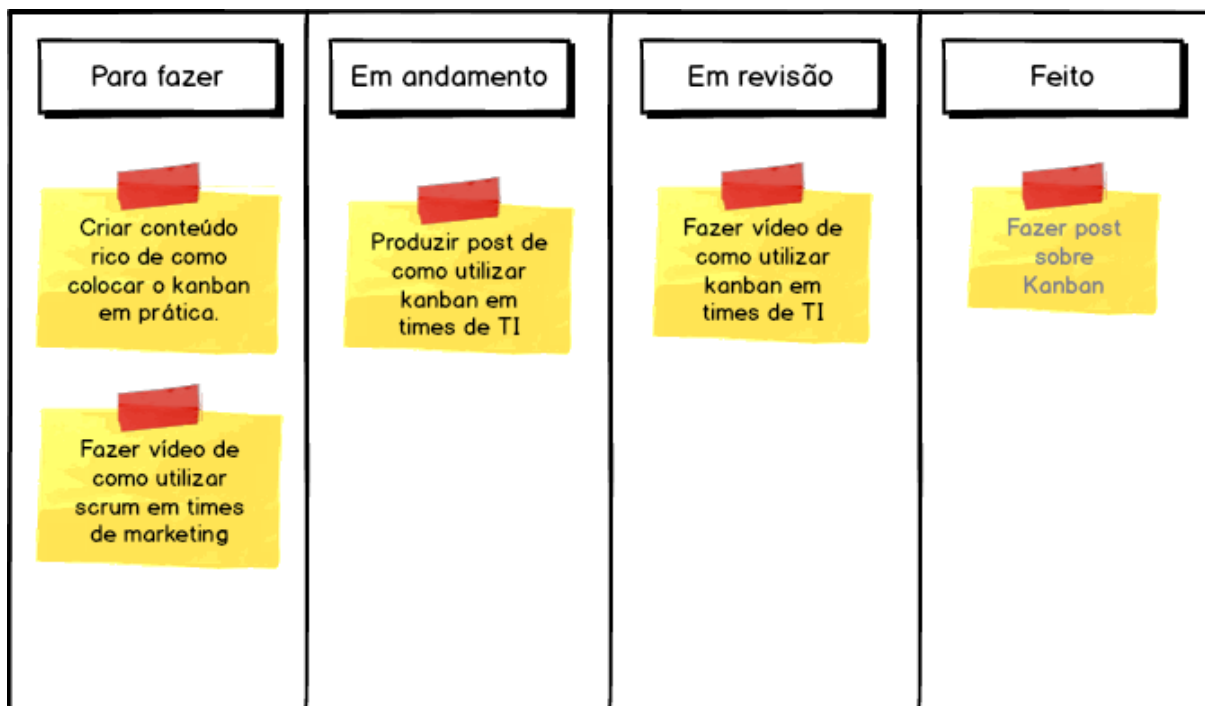 Para fazer
Em andamento
Em revisão
Feito
Criar conteúdo
rico de como
colocar o kanban
em prática.
Fazer vídeo de
como utilizar
scrum em times
de marketing
Produzir post de
como utilizar
kanban em
times de TI
Fazer vídeo de
como utilizar
kanban em
times de TI
Fazer post
sobre
Kanban